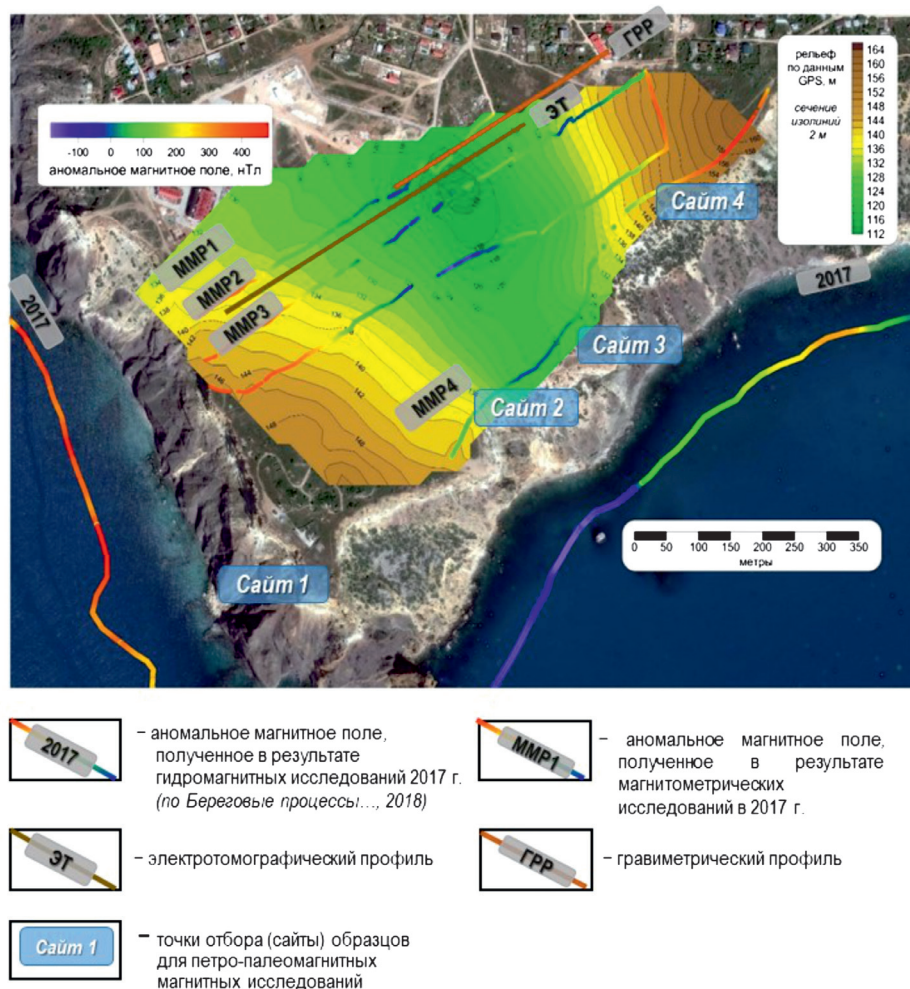 ГРР
ЭТ
-100 0 100 200 300 400
аномальное магнитное поле, нТл
рельеф
по данным
GPS, м
сечение
изолиний
2 м
164
160
156
152
148
144
140
136
132
128
124
120
116
112
Сайт 4
ММР1
ММР2
ММР3
ММР4
2017
2017
Сайт 3
Сайт 2
Сайт 1
0 50 100 150 200 250 300 350
метры
2017
– аномальное магнитное поле,
полученное в результате
гидромагнитных исследований 2017 г.
(по Береговые процессы…, 2018)
ММР1
– аномальное магнитное поле,
полученное в результате
магнитометрических
исследований в 2017 г.
ЭТ
– электротомографический профиль
ГРР
– гравиметрический профиль
Сайт 1
– точки отбора (сайты) образцов
для петро-палеомагнитных
магнитных исследований